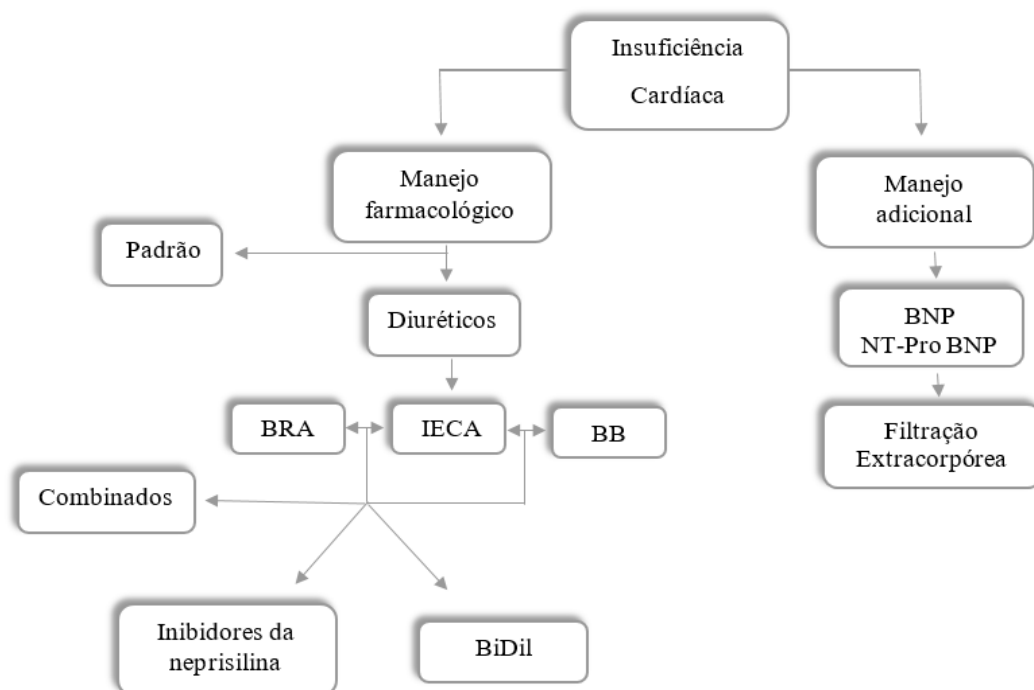 Insuficiência
Cardíaca
Manejo
farmacológico
Manejo
adicional
Padrão
Diuréticos
BNP
NT-Pro BNP
BRA
IECA
BB
Filtração
Extracorpórea
Combinados
Inibidores da
neprisilina
BiDil